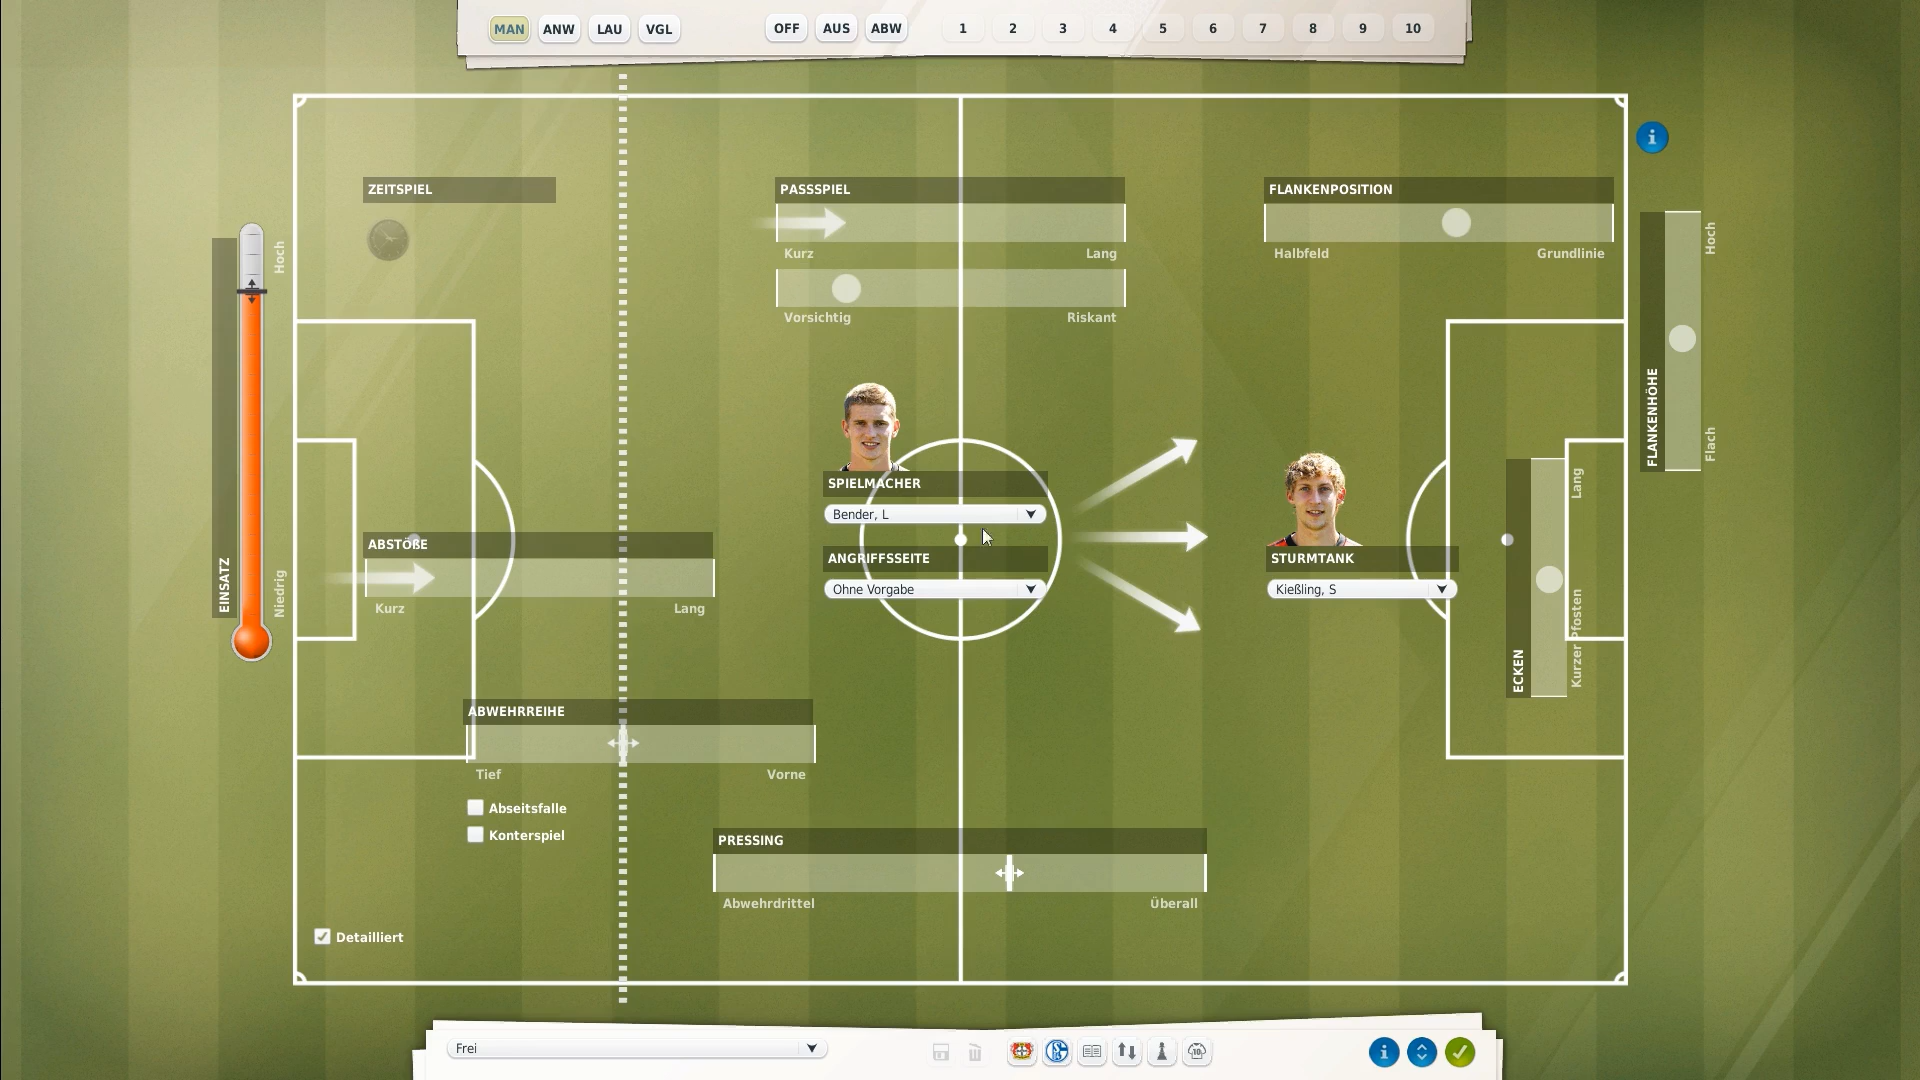 MAN ANW LAU VGL OFF AUS ABW 1 2 3 4 5 6 7 8 9 10
ZEITSPIEL
PASSSPIEL
Kurz Lang
Vorsichtig Riskant
FLANKENPOSITION
Halbfeld Grundlinie
EINSATZ
Hoch
Niedrig
FLANKENHÖHE
Hoch
Flach
SPIELMACHER
Bender, L
ANGRIFFSSEITE
Ohne Vorgabe
STURMTANK
Kießling, S
ABSTÖßE
Kurz Lang
ECKEN
Lang
Kurzer Pfosten
ABWEHRREIHE
Tief Vorne
Abseitsfalle
Konterspiel
PRESSING
Abwehrdrittel Überall
Detailliert
Frei
10